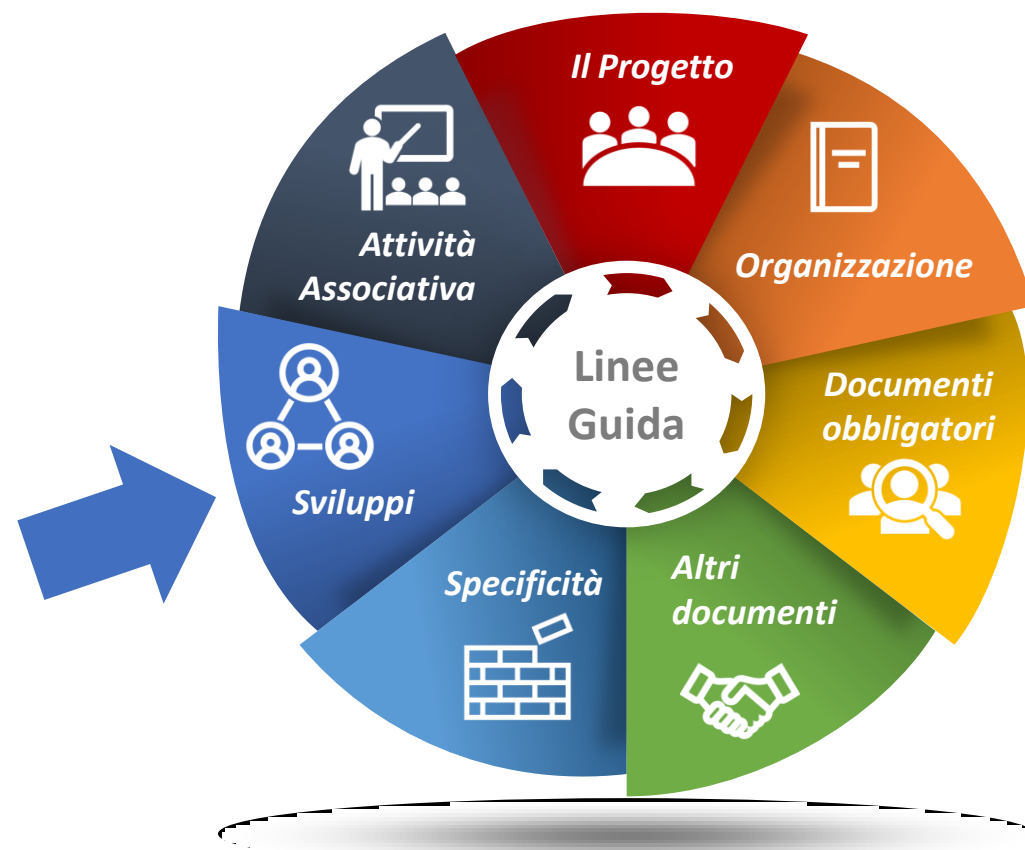 Il Progetto
Organizzazione
Documenti
obbligatori
Altri
documenti
Specificità
Sviluppi
Attività
Associativa
Linee
Guida